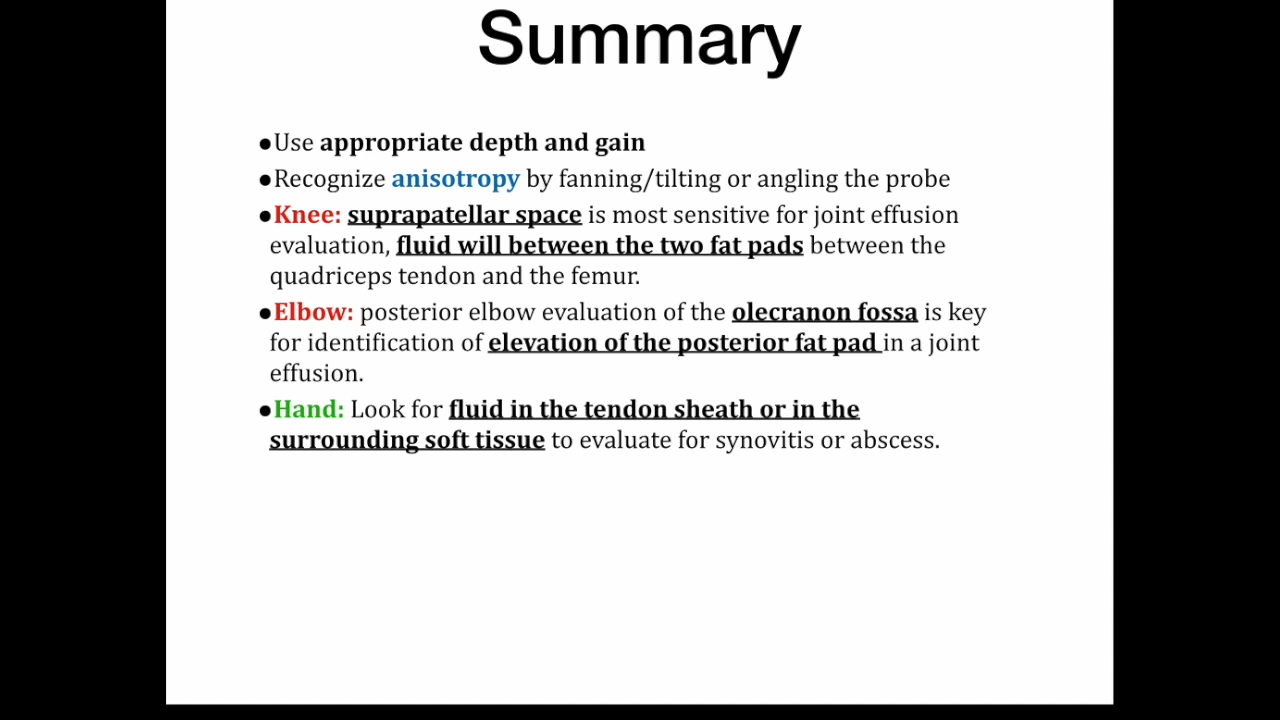 Summary
●Use appropriate depth and gain
●Recognize anisotropy by fanning/tilting or angling the probe
●Knee: suprapatellar space is most sensitive for joint effusion
evaluation, fluid will between the two fat pads between the
quadriceps tendon and the femur.
●Elbow: posterior elbow evaluation of the olecranon fossa is key
for identification of elevation of the posterior fat pad in a joint
effusion.
●Hand: Look for fluid in the tendon sheath or in the
surrounding soft tissue to evaluate for synovitis or abscess.